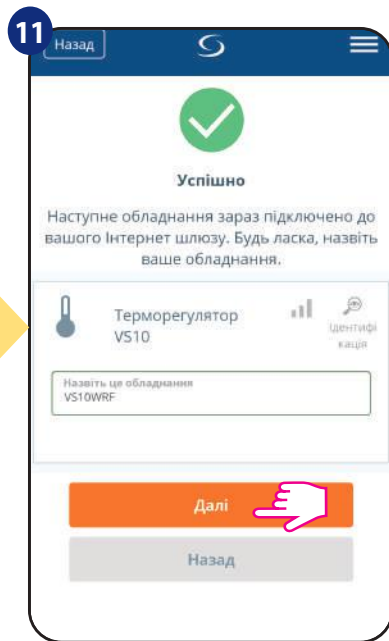 11
Назад
Успішно
Наступне обладнання зараз підключено до
вашого Інтернет шлюзу. Будь ласка, назвіть
ваше обладнання.
Терморегулятор
VS10
Ідентифі
кація
Назвіть це обладнання
VS10WRF
Далі
Назад